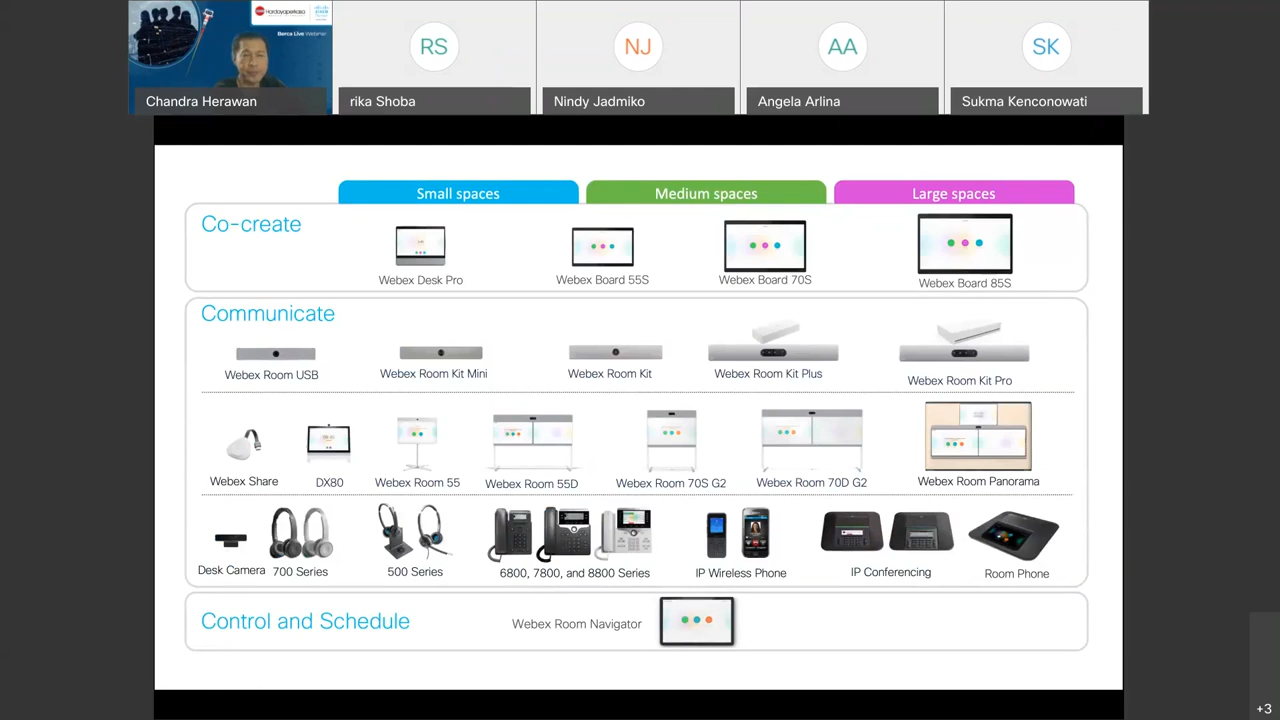 Hardayaperkasa
Berca Live Webinar
RS
NJ
AA
SK
Chandra Herawan
rika Shoba
Nindy Jadmiko
Angela Arlina
Sukma Kenconowati
Small spaces
Medium spaces
Large spaces
Co-create
Webex Desk Pro
Webex Board 55S
Webex Board 70S
Webex Board 85S
Communicate
Webex Room USB
Webex Room Kit Mini
Webex Room Kit
Webex Room Kit Plus
Webex Room Kit Pro
Webex Share
DX80
Webex Room 55
Webex Room 55D
Webex Room 70S G2
Webex Room 70D G2
Webex Room Panorama
Desk Camera
700 Series
500 Series
6800, 7800, and 8800 Series
IP Wireless Phone
IP Conferencing
Room Phone
Control and Schedule
Webex Room Navigator
+3